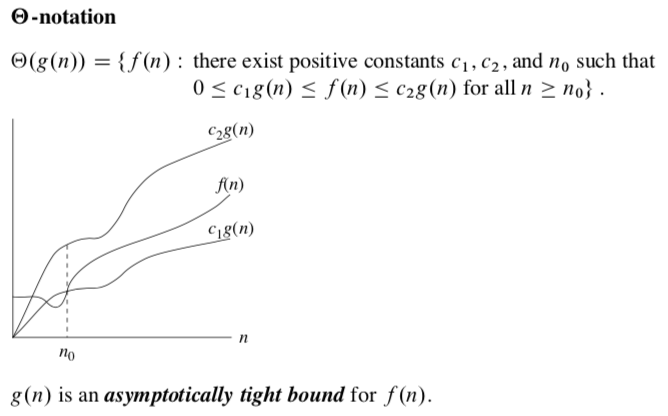 Θ-notation
Θ(g(n)) = {f(n) : there exist positive constants c₁, c₂, and n₀ such that
0 ≤ c₁g(n) ≤ f(n) ≤ c₂g(n) for all n ≥ n₀} .
c₂g(n)
f(n)
c₁g(n)
n
n₀
g(n) is an asymptotically tight bound for f(n).